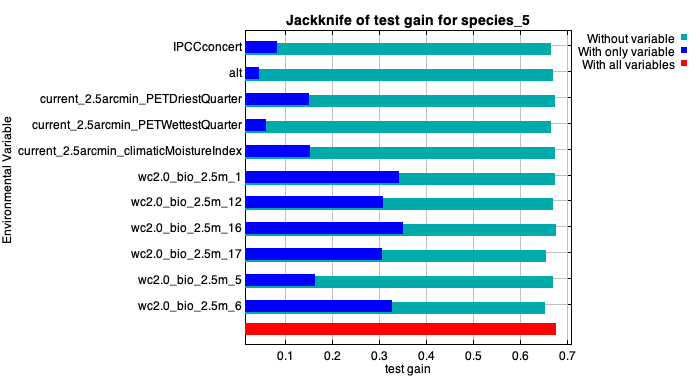 Jackknife of test gain for species_5
Without variable
With only variable
With all variables
Environmental Variable
IPCCconcert
alt
current_2.5arcmin_PETDriestQuarter
current_2.5arcmin_PETWettestQuarter
current_2.5arcmin_climaticMoistureIndex
wc2.0_bio_2.5m_1
wc2.0_bio_2.5m_12
wc2.0_bio_2.5m_16
wc2.0_bio_2.5m_17
wc2.0_bio_2.5m_5
wc2.0_bio_2.5m_6
0.1 0.2 0.3 0.4 0.5 0.6 0.7
test gain